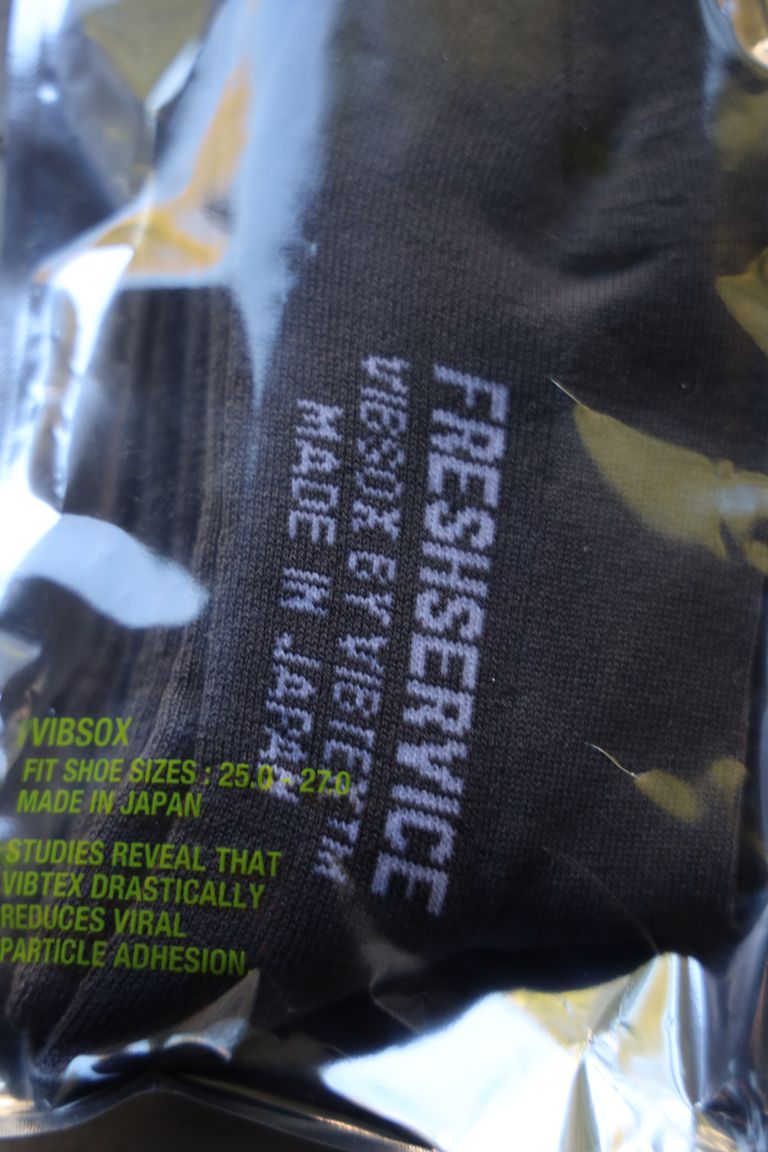 FRESHSERVICE
VIBSOX BY VIBTEX™
MADE IN JAPAN
VIBSOX
FIT SHOE SIZES : 25.0 - 27.0
MADE IN JAPAN
STUDIES REVEAL THAT
VIBTEX DRASTICALLY
REDUCES VIRAL
PARTICLE ADHESION